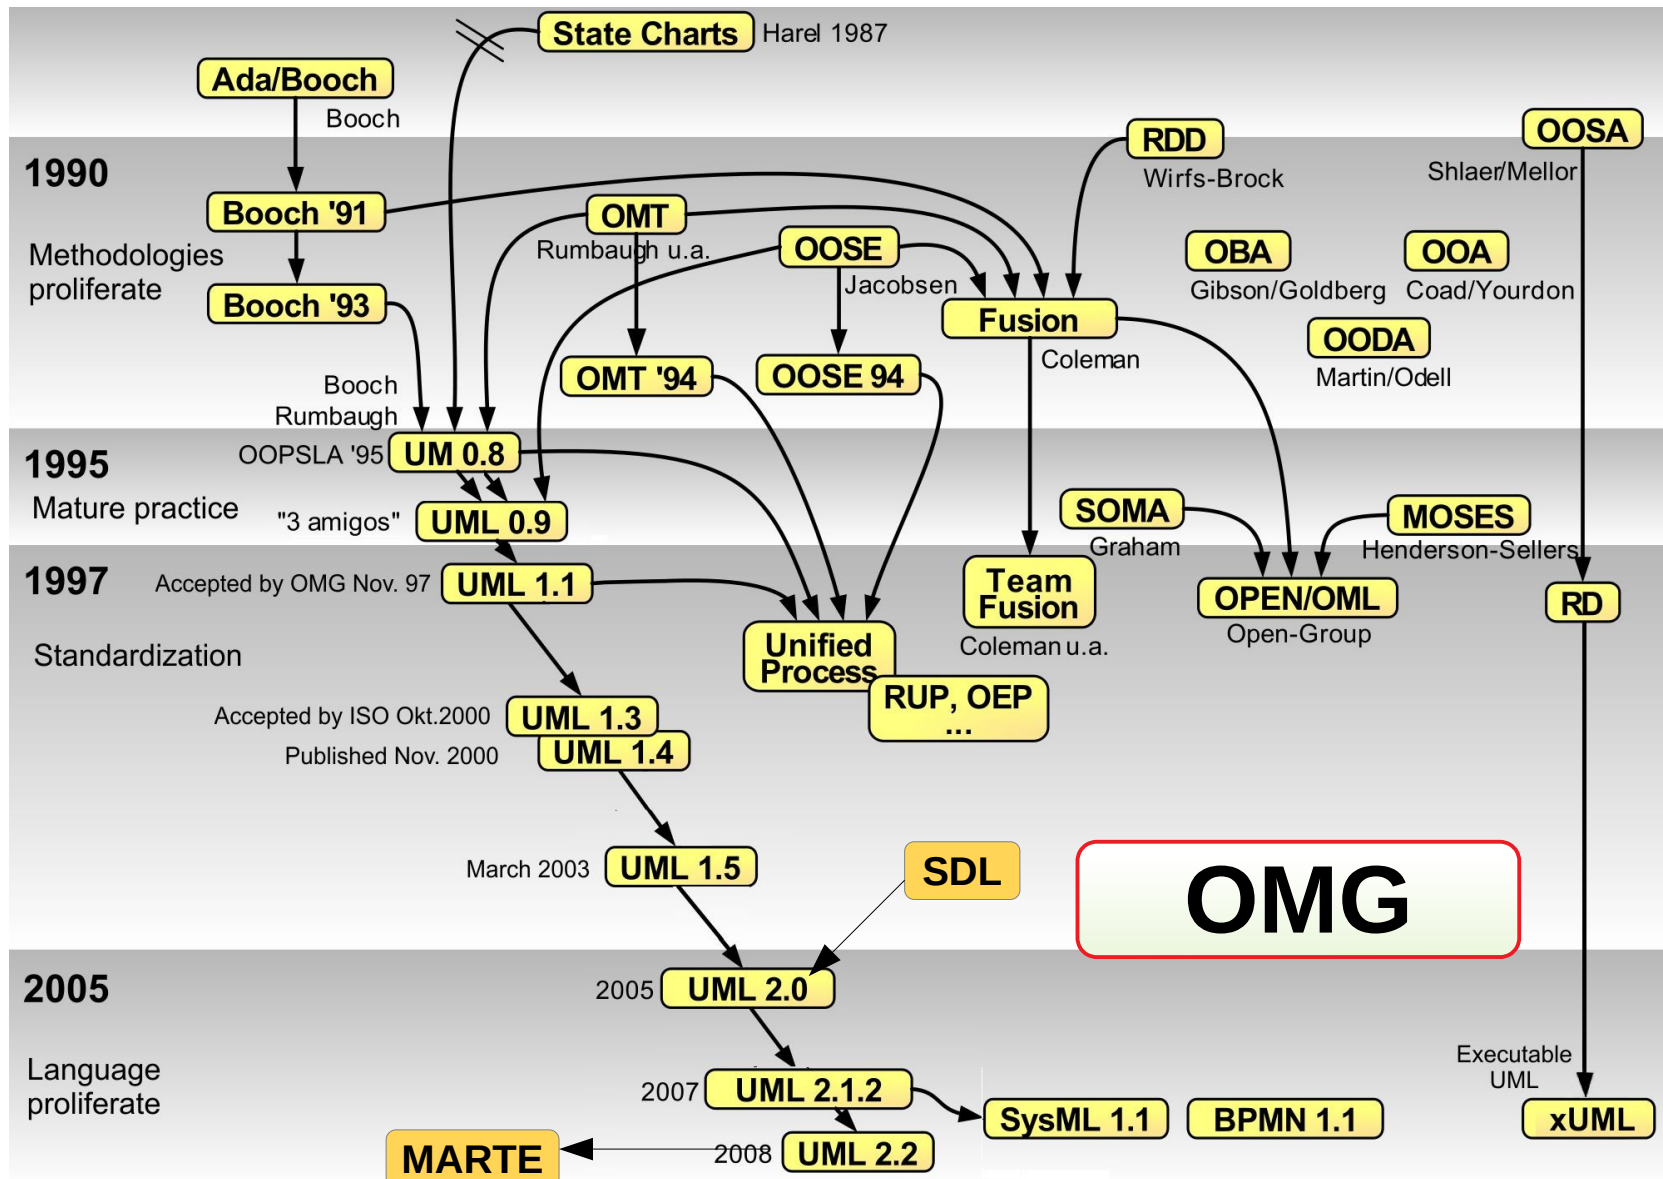 State Charts
Harel 1987
Ada/Booch
Booch
OOSA
RDD
1990
Shlaer/Mellor
Wirfs-Brock
Booch '91
OMT
Methodologies
proliferate
Rumbaugh u.a.
OOSE
OBA
OOA
Jacobsen
Gibson/Goldberg
Coad/Yourdon
Booch '93
Fusion
OODA
Coleman
OMT '94
OOSE 94
Martin/Odell
Booch
Rumbaugh
1995
OOPSLA '95
UM 0.8
Mature practice
"3 amigos"
UML 0.9
SOMA
MOSES
Graham
Henderson-Sellers
1997
Accepted by OMG Nov. 97
UML 1.1
Team
Fusion
OPEN/OML
RD
Coleman u.a.
Open-Group
Standardization
Unified
Process
RUP, OEP
...
Accepted by ISO Okt.2000
UML 1.3
Published Nov. 2000
UML 1.4
March 2003
UML 1.5
SDL
OMG
2005
2005
UML 2.0
Language
proliferate
Executable
UML
2007
UML 2.1.2
SysML 1.1
BPMN 1.1
xUML
MARTE
2008
UML 2.2